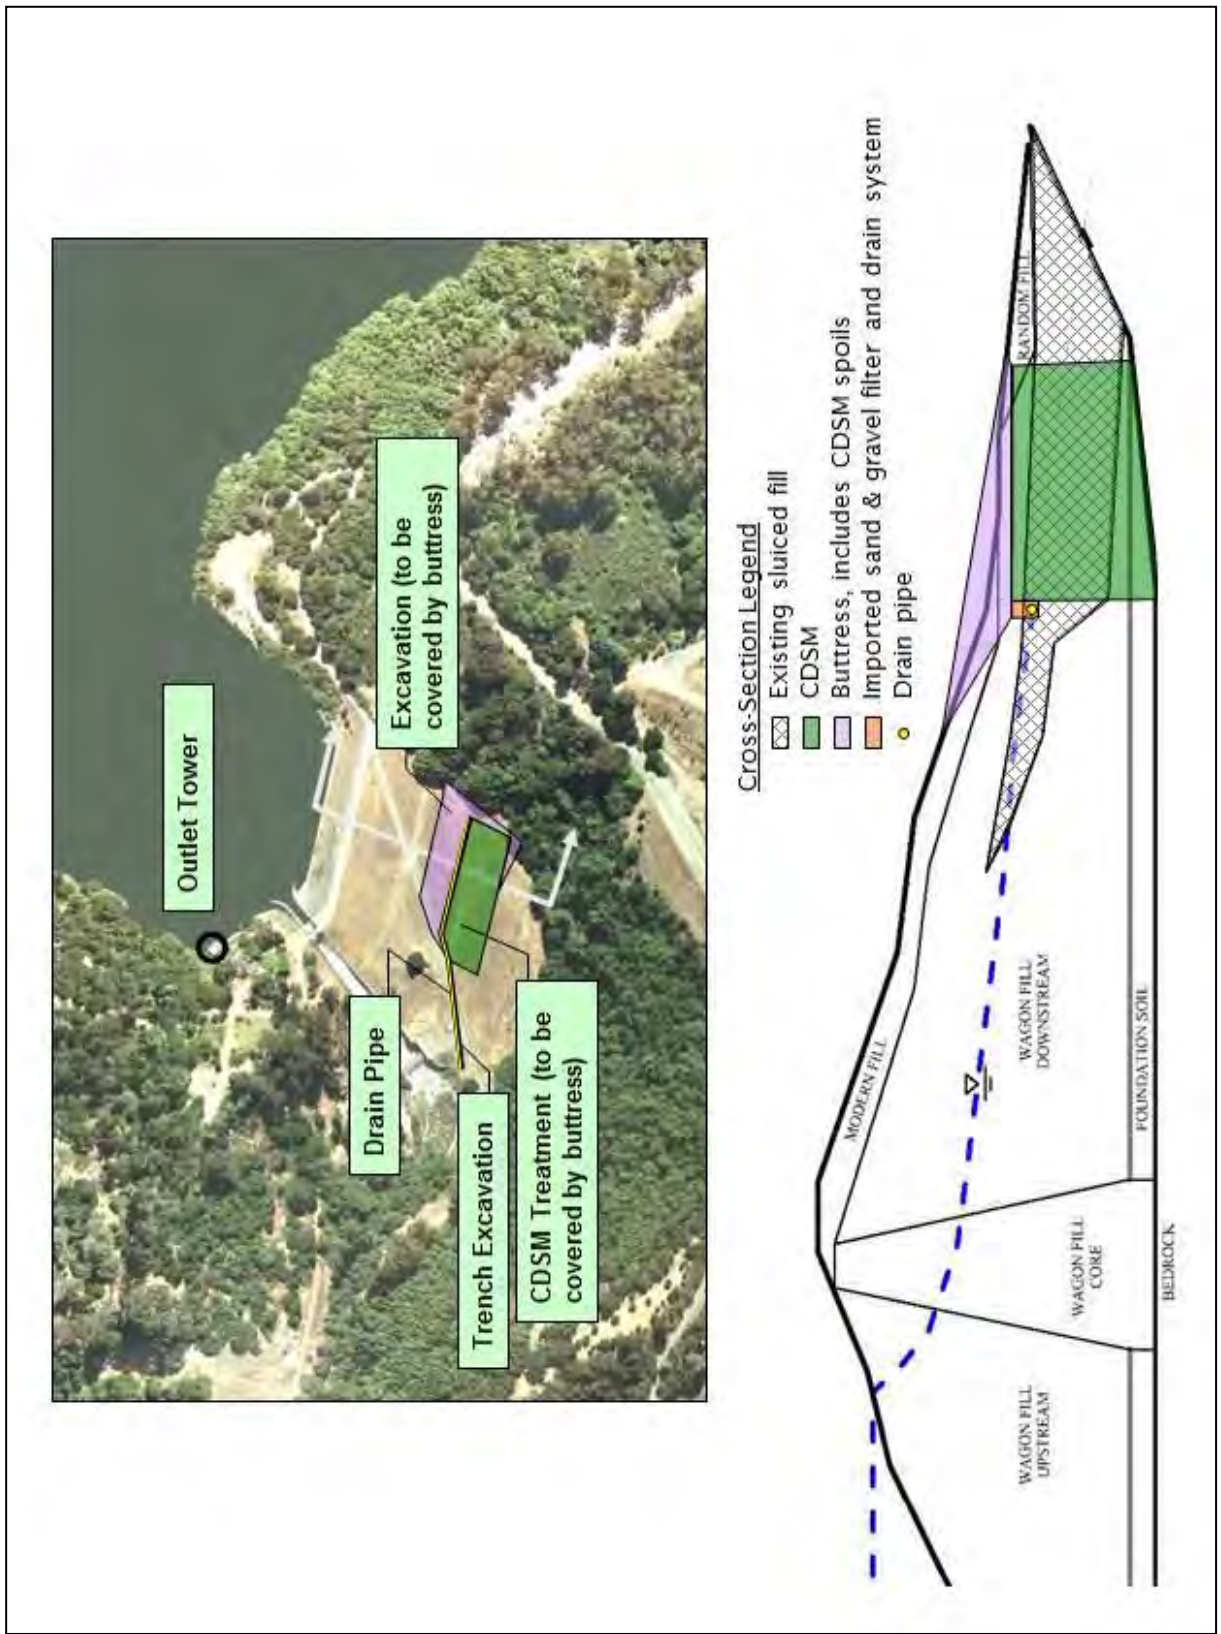 Outlet Tower
Excavation (to be
covered by buttress)
Drain Pipe
Trench Excavation
CDSM Treatment (to be
covered by buttress)
Cross-Section Legend
Existing sluiced fill
CDSM
Buttress, includes CDSM spoils
Imported sand & gravel filter and drain system
Drain pipe
MODERN FILL
RANDOM FILL
WAGON FILL
UPSTREAM
WAGON FILL
CORE
WAGON FILL
DOWNSTREAM
FOUNDATION SOIL
BEDROCK